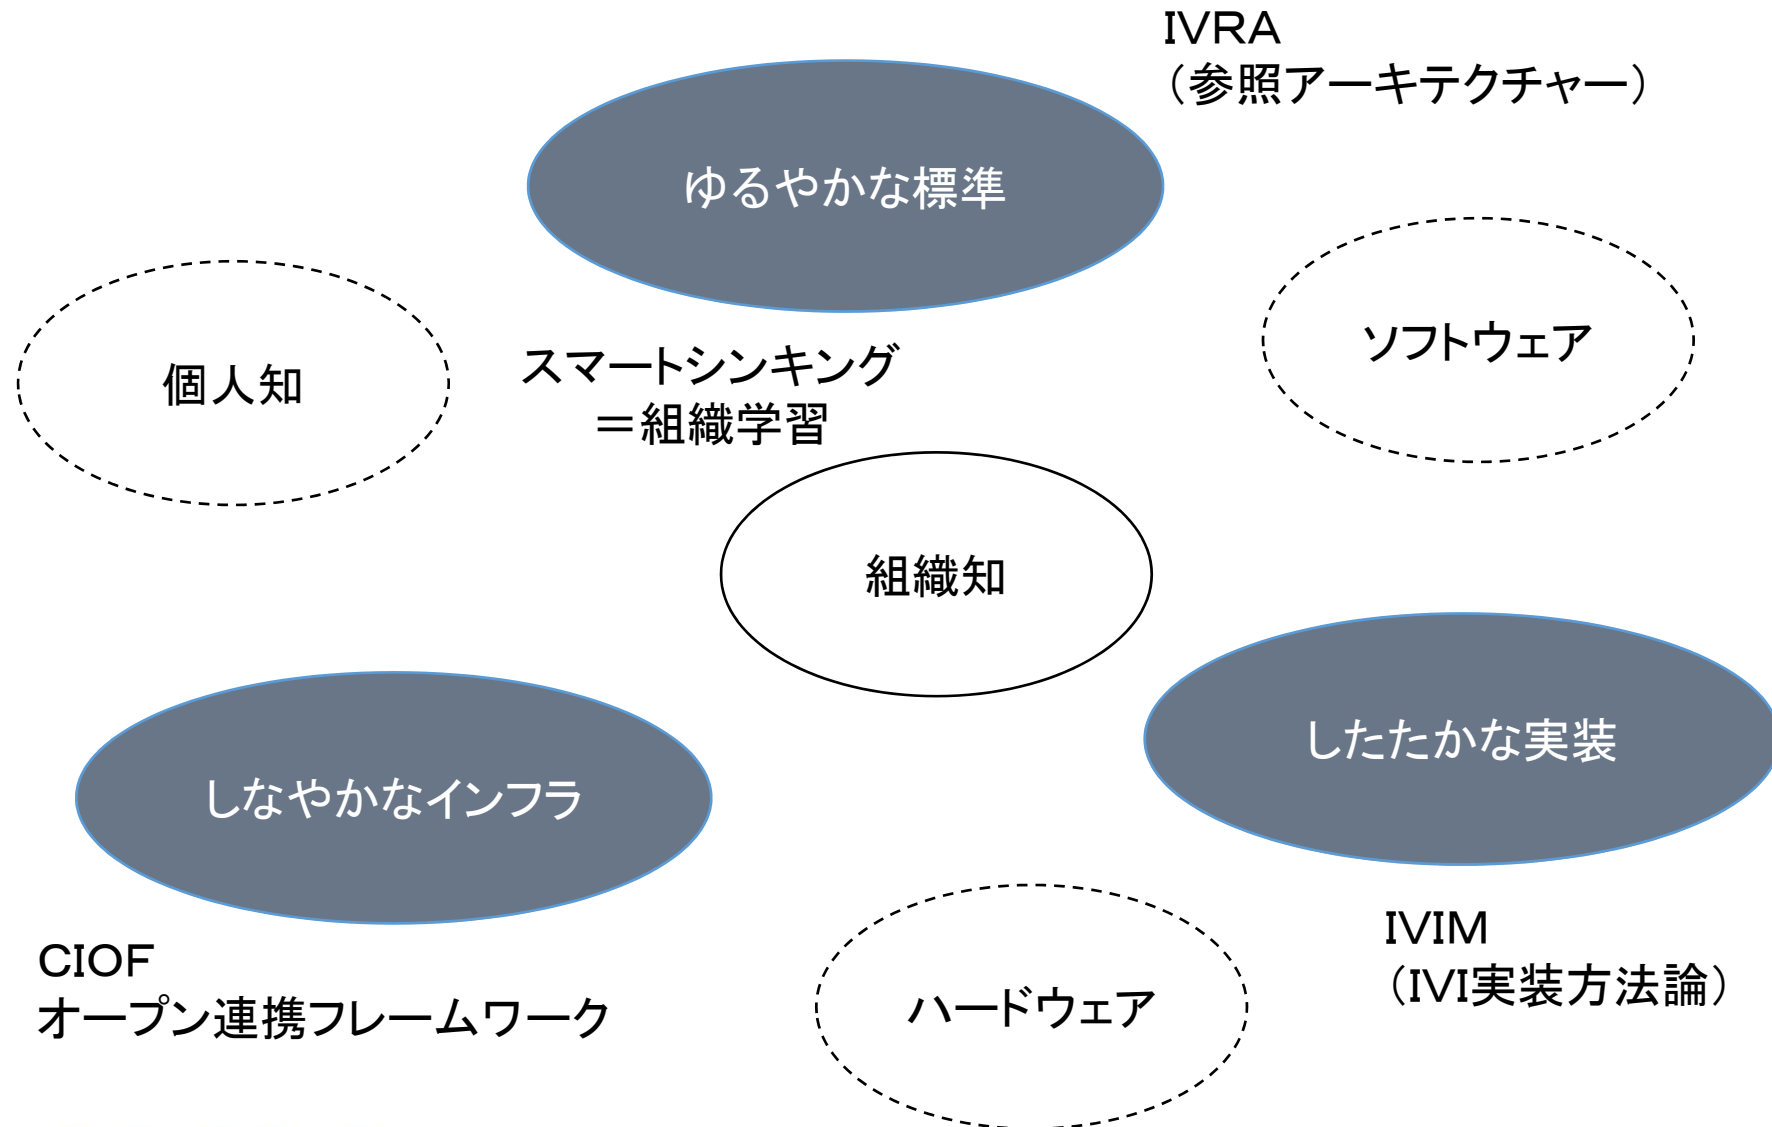 IVRA
（参照アーキテクチャー）
ゆるやかな標準
ソフトウェア
個人知
スマートシンキング
＝組織学習
組織知
したたかな実装
しなやかなインフラ
IVIM
（IVI実装方法論）
CIOF
オープン連携フレームワーク
ハードウェア